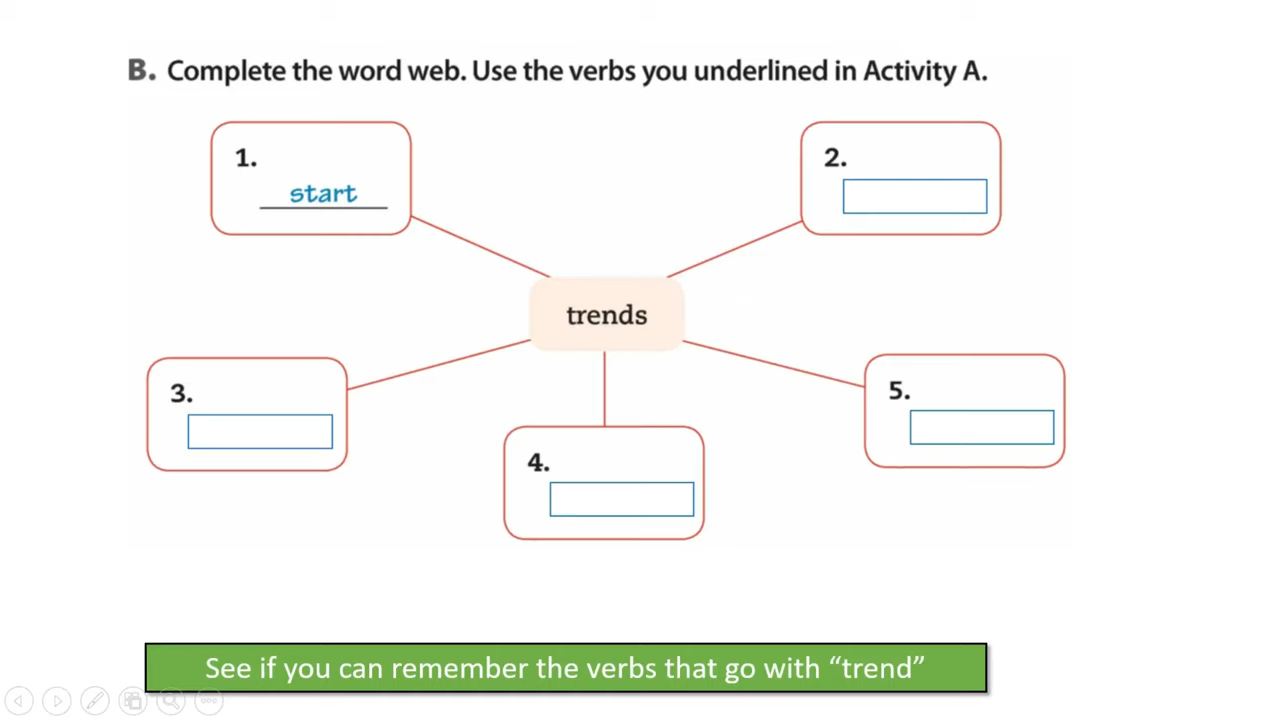 B. Complete the word web. Use the verbs you underlined in Activity A.
1.
start
2.
trends
3.
4.
5.
See if you can remember the verbs that go with “trend”